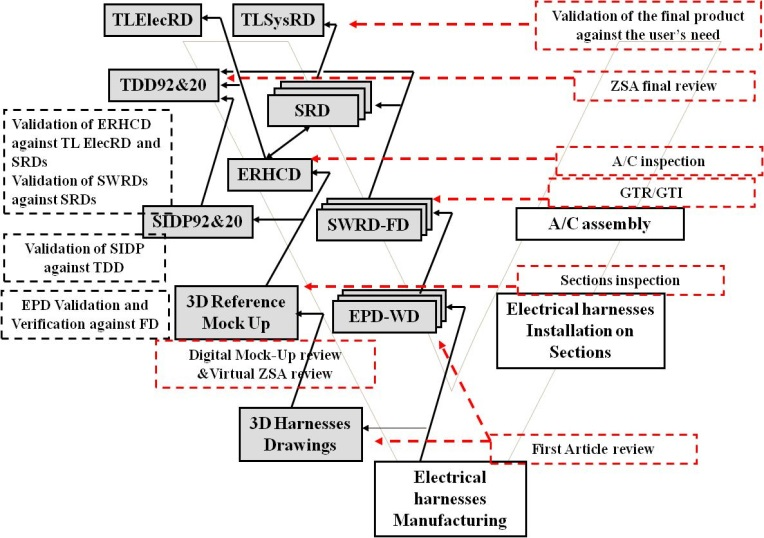 TLElecRD
TLSysRD
Validation of the final product
against the user's need
TDD92&20
ZSA final review
SRD
Validation of ERHCD
against TL ElecRD and
SRDs
Validation of SWRDs
against SRDs
A/C inspection
ERHCD
GTR/GTI
SIDP92&20
SWRD-FD
A/C assembly
Validation of SIDP
against TDD
Sections inspection
EPD Validation and
Verification against FD
3D Reference
Mock Up
EPD-WD
Electrical harnesses
Installation on
Sections
Digital Mock-Up review
&Virtual ZSA review
3D Harnesses
Drawings
First Article review
Electrical
harnesses
Manufacturing